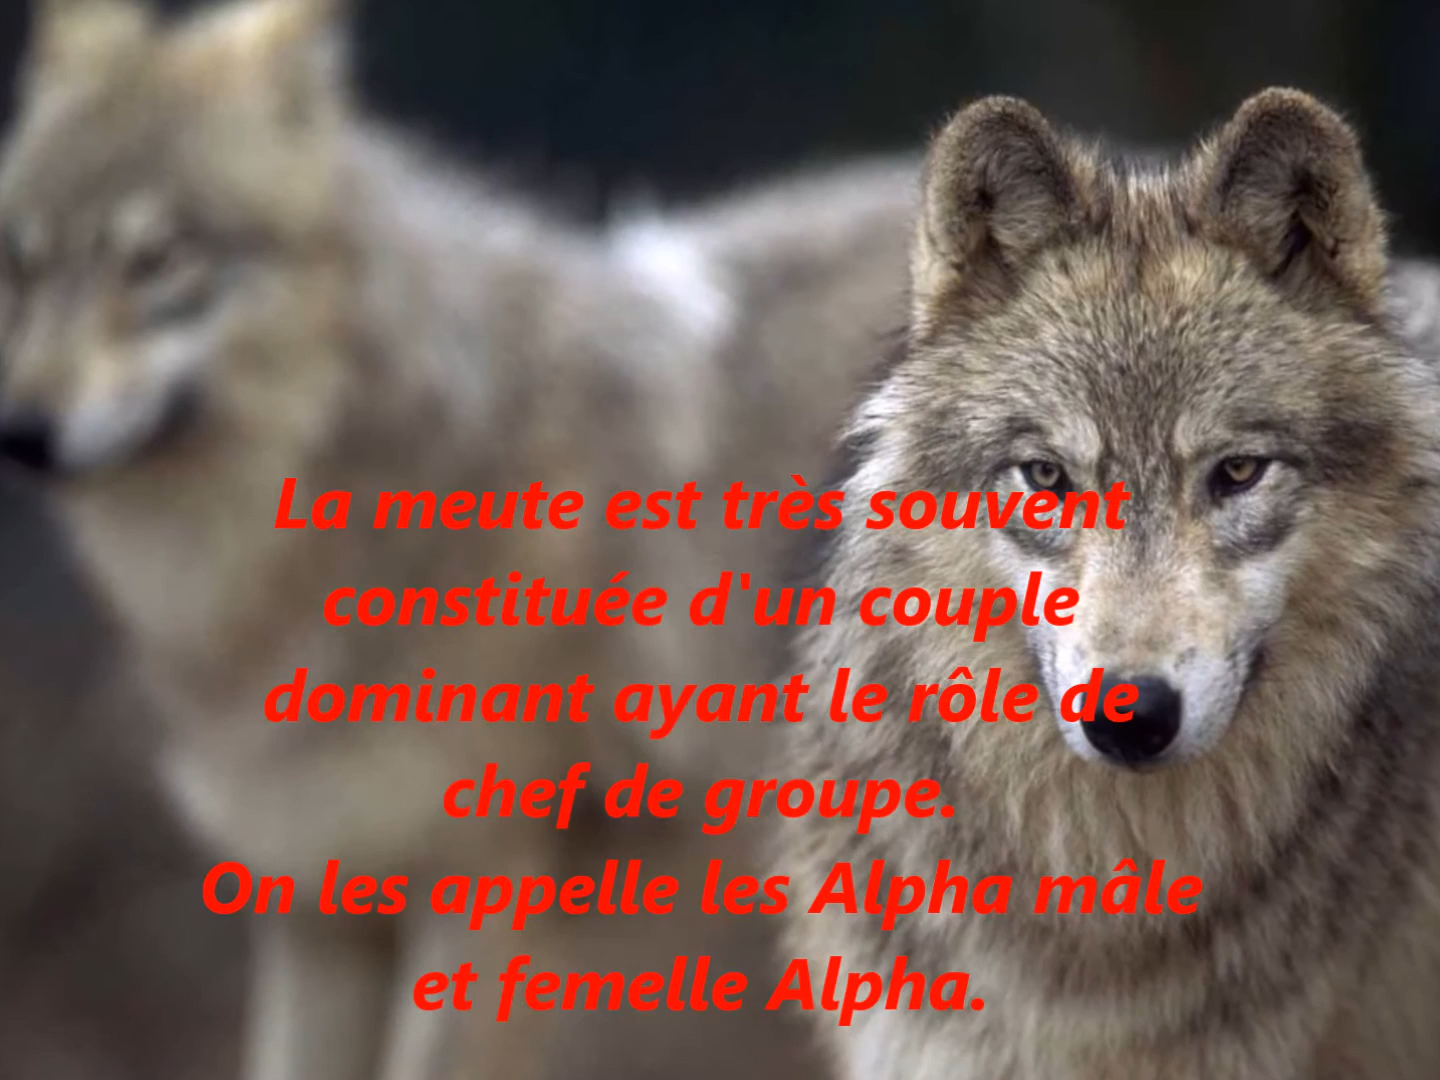 La meute est très souvent
constituée d'un couple
dominant ayant le rôle de
chef de groupe.
On les appelle les Alpha mâle
et femelle Alpha.